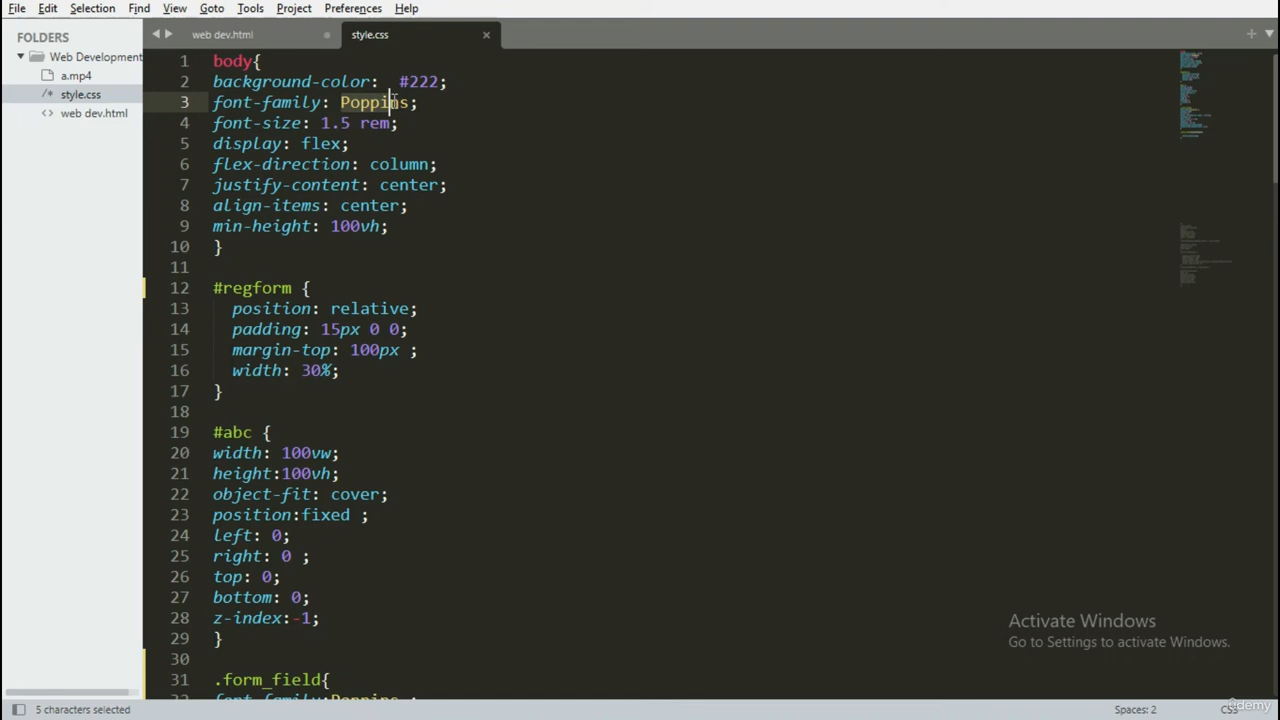 File Edit Selection Find View Goto Tools Project Preferences Help
FOLDERS
Web Development
a.mp4
/* style.css
<> web dev.html
web dev.html
style.css
1 body{
2 background-color:  #222;
3 font-family: Poppins;
4 font-size: 1.5 rem;
5 display: flex;
6 flex-direction: column;
7 justify-content: center;
8 align-items: center;
9 min-height: 100vh;
10 }
11
12 #regform {
13 position: relative;
14 padding: 15px 0 0;
15 margin-top: 100px ;
16 width: 30%;
17 }
18
19 #abc {
20 width: 100vw;
21 height:100vh;
22 object-fit: cover;
23 position:fixed ;
24 left: 0;
25 right: 0 ;
26 top: 0;
27 bottom: 0;
28 z-index:-1;
29 }
30
31 .form_field{
32 font-family:Poppins ;
Activate Windows
Go to Settings to activate Windows.
5 characters selected
Spaces: 2
CSS
Udemy